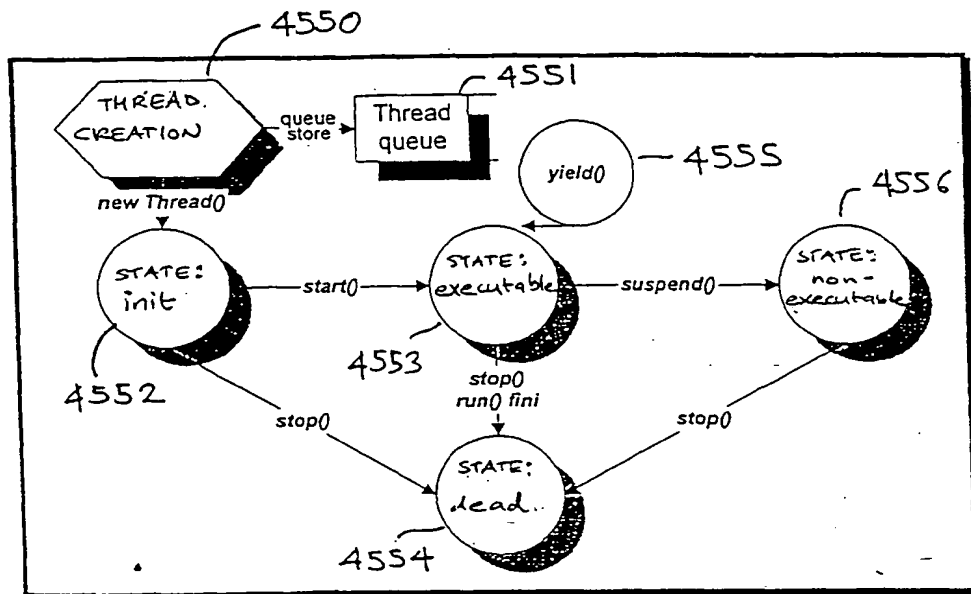 4550
4551
THREAD.
CREATION
queue
store
Thread
queue
yield()
4555
4556
new Thread()
STATE:
init
start()
STATE:
executable
suspend()
STATE:
non-
executable
4552
4553
stop()
run() fini
stop()
stop()
STATE:
dead..
4554